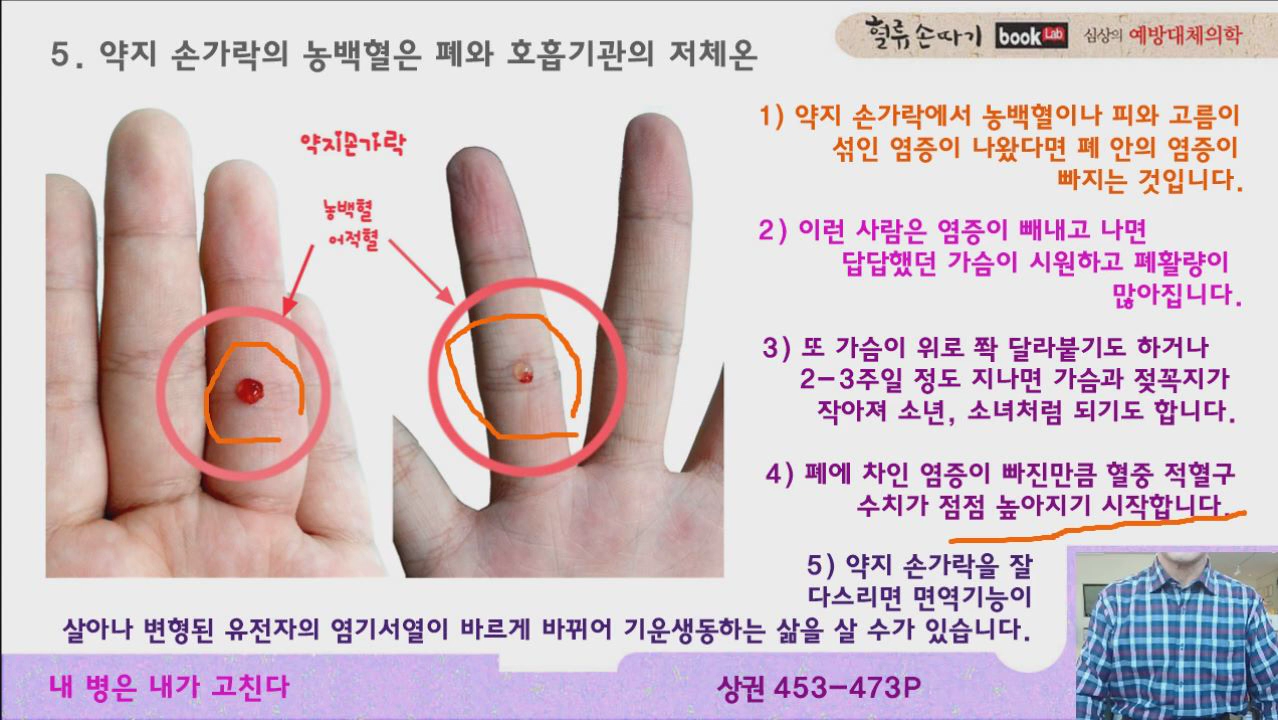 5. 약지 손가락의 농백혈은 폐와 호흡기관의 저체온
혈류 손따기 book Lab 심상의 예방대체의학
약지손가락
농백혈
어적혈
1) 약지 손가락에서 농백혈이나 피와 고름이
섞인 염증이 나왔다면 폐 안의 염증이
빠지는 것입니다.
2) 이런 사람은 염증이 빼내고 나면
답답했던 가슴이 시원하고 폐활량이
많아집니다.
3) 또 가슴이 위로 쫙 달라붙기도 하거나
2-3주일 정도 지나면 가슴과 젖꼭지가
작아져 소년, 소녀처럼 되기도 합니다.
4) 폐에 차인 염증이 빠진만큼 혈중 적혈구
수치가 점점 높아지기 시작합니다.
5) 약지 손가락을 잘
다스리면 면역기능이
살아나 변형된 유전자의 염기서열이 바르게 바뀌어 기운생동하는 삶을 살 수가 있습니다.
내 병은 내가 고친다
상권 453-473P